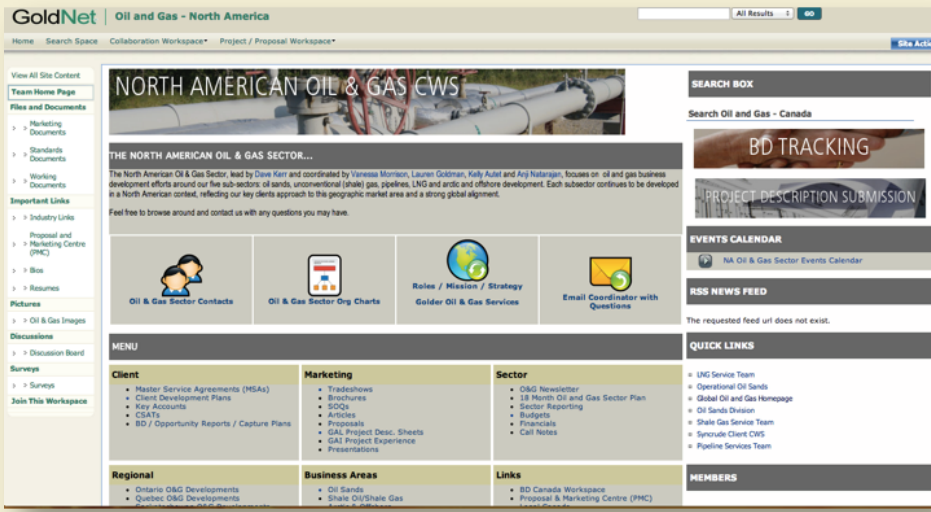 GoldNet
Oil and Gas - North America
All Results
GO
Home Search Space Collaboration Workspace Project / Proposal Workspace
Site Actio
View All Site Content
Team Home Page
Files and Documents
Marketing
Documents
Standards
Documents
Working
Documents
Important Links
Industry Links
Proposal and
Marketing Centre
(PMC)
Bios
Resumes
Pictures
Oil & Gas Images
Discussions
Discussion Board
Surveys
Surveys
Join This Workspace
NORTH AMERICAN OIL & GAS CWS
THE NORTH AMERICAN OIL & GAS SECTOR...
The North American Oil & Gas Sector, lead by Dave Kerr and coordinated by Vanessa Morrison, Lauren Goldman, Kelly Autet and Anji Natarajan, focuses on oil and gas business
development efforts around our five sub-sectors: oil sands, unconventional (shale) gas, pipelines, LNG and arctic and offshore development. Each subsector continues to be developed
in a North American context, reflecting our key clients approach to this geographic market area and a strong global alignment.
Feel free to browse around and contact us with any questions you may have.
Oil & Gas Sector Contacts
Oil & Gas Sector Org Charts
Roles / Mission / Strategy
Golder Oil & Gas Services
Email Coordinator with
Questions
MENU
Client
Master Service Agreements (MSAs)
Client Development Plans
Key Accounts
CSATs
BD / Opportunity Reports / Capture Plans
Marketing
Tradeshows
Brochures
SOQs
Articles
Proposals
GAL Project Desc. Sheets
GAI Project Experience
Presentations
Sector
O&G Newsletter
18 Month Oil and Gas Sector Plan
Sector Reporting
Budgets
Financials
Call Notes
Regional
Ontario O&G Developments
Quebec O&G Developments
Business Areas
Oil Sands
Shale Oil/Shale Gas
Arctic & Offshore
Links
BD Canada Workspace
Proposal & Marketing Centre (PMC)
Local Canada
SEARCH BOX
Search Oil and Gas - Canada
BD TRACKING
PROJECT DESCRIPTION SUBMISSION
EVENTS CALENDAR
NA Oil & Gas Sector Events Calendar
RSS NEWS FEED
The requested feed url does not exist.
QUICK LINKS
LNG Service Team
Operational Oil Sands
Global Oil and Gas Homepage
Oil Sands Division
Shale Gas Service Team
Syncrude Client CWS
Pipeline Services Team
MEMBERS